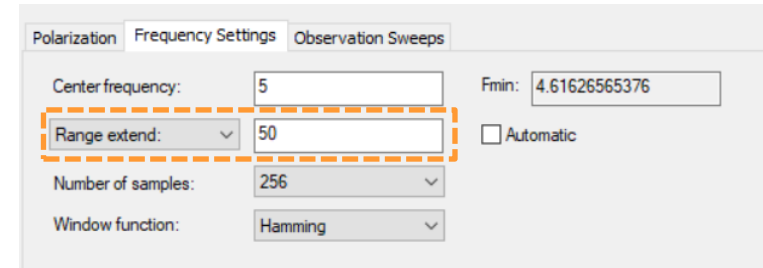 Polarization Frequency Settings Observation Sweeps
Center frequency: 5 Fmin: 4.61626565376
Range extend: 50 Automatic
Number of samples: 256
Window function: Hamming